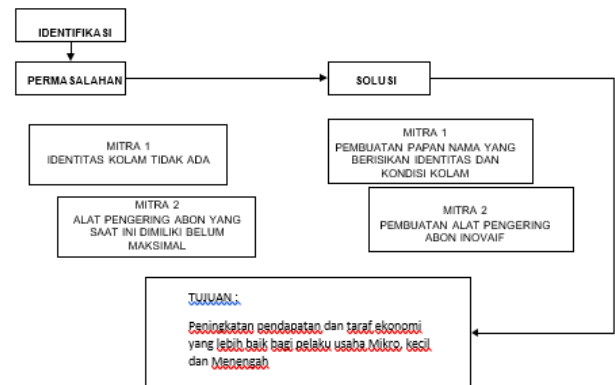 IDENTIFIKASI
PERMASALAHAN
SOLUSI
MITRA 1
IDENTITAS KOLAM TIDAK ADA
MITRA 2
ALAT PENGERING ABON YANG
SAAT INI DIMILIKI BELUM
MAKSIMAL
MITRA 1
PEMBUATAN PAPAN NAMA YANG
BERISIKAN IDENTITAS DAN
KONDISI KOLAM
MITRA 2
PEMBUATAN ALAT PENGERING
ABON INOVAIF
TUJUAN :
Peningkatan pendapatan dan taraf ekonomi
yang lebih baik bagi pelaku usaha Mikro, kecil
dan Menengah